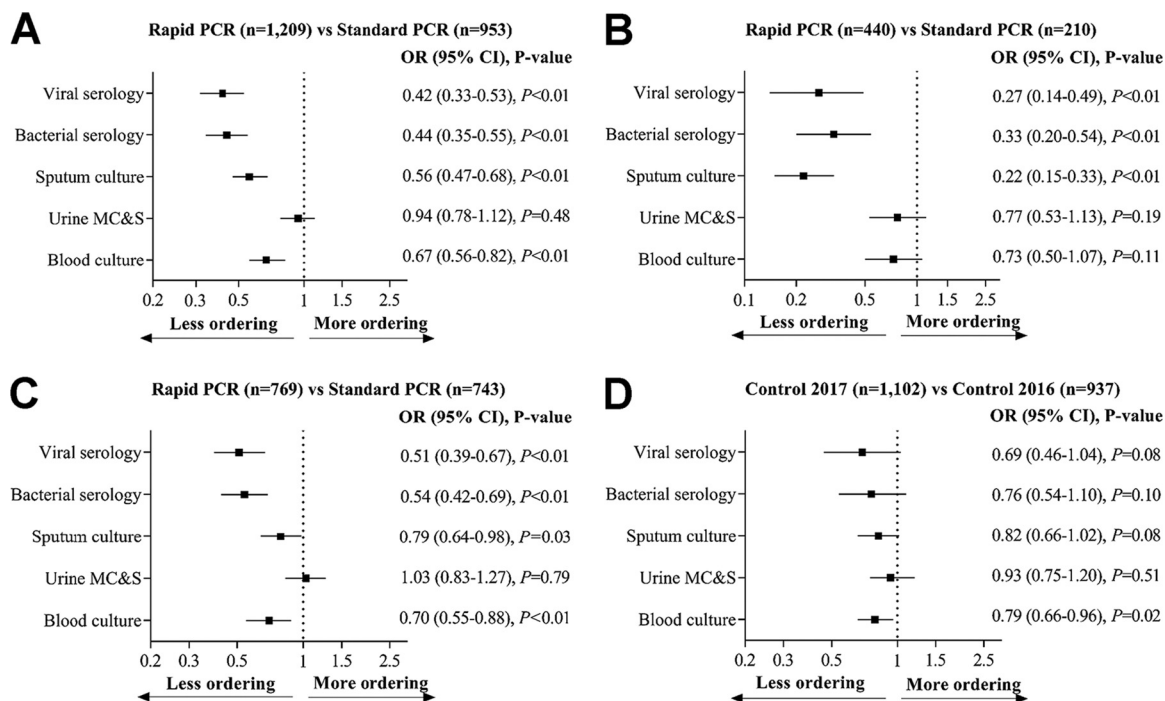 A
Rapid PCR (n=1,209) vs Standard PCR (n=953)
OR (95% CI), P-value
Viral serology 0.42 (0.33-0.53), P<0.01
Bacterial serology 0.44 (0.35-0.55), P<0.01
Sputum culture 0.56 (0.47-0.68), P<0.01
Urine MC&S 0.94 (0.78-1.12), P=0.48
Blood culture 0.67 (0.56-0.82), P<0.01
0.2 0.3 0.5 1 1.5 2.5
Less ordering More ordering
B
Rapid PCR (n=440) vs Standard PCR (n=210)
OR (95% CI), P-value
Viral serology 0.27 (0.14-0.49), P<0.01
Bacterial serology 0.33 (0.20-0.54), P<0.01
Sputum culture 0.22 (0.15-0.33), P<0.01
Urine MC&S 0.77 (0.53-1.13), P=0.19
Blood culture 0.73 (0.50-1.07), P=0.11
0.1 0.2 0.5 1 1.5 2.5
Less ordering More ordering
C
Rapid PCR (n=769) vs Standard PCR (n=743)
OR (95% CI), P-value
Viral serology 0.51 (0.39-0.67), P<0.01
Bacterial serology 0.54 (0.42-0.69), P<0.01
Sputum culture 0.79 (0.64-0.98), P=0.03
Urine MC&S 1.03 (0.83-1.27), P=0.79
Blood culture 0.70 (0.55-0.88), P<0.01
0.2 0.3 0.5 1 1.5 2.5
Less ordering More ordering
D
Control 2017 (n=1,102) vs Control 2016 (n=937)
OR (95% CI), P-value
Viral serology 0.69 (0.46-1.04), P=0.08
Bacterial serology 0.76 (0.54-1.10), P=0.10
Sputum culture 0.82 (0.66-1.02), P=0.08
Urine MC&S 0.93 (0.75-1.20), P=0.51
Blood culture 0.79 (0.66-0.96), P=0.02
0.2 0.3 0.5 1 1.5 2.5
Less ordering More ordering